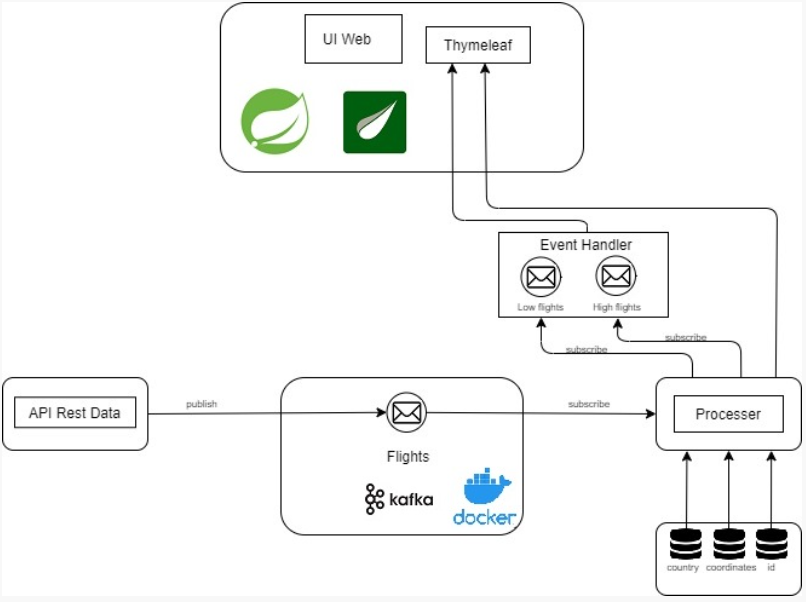 UI Web
Thymeleaf
Event Handler
Low flights
High flights
subscribe
subscribe
API Rest Data
publish
subscribe
Processer
Flights
kafka
docker
country
coordinates
id